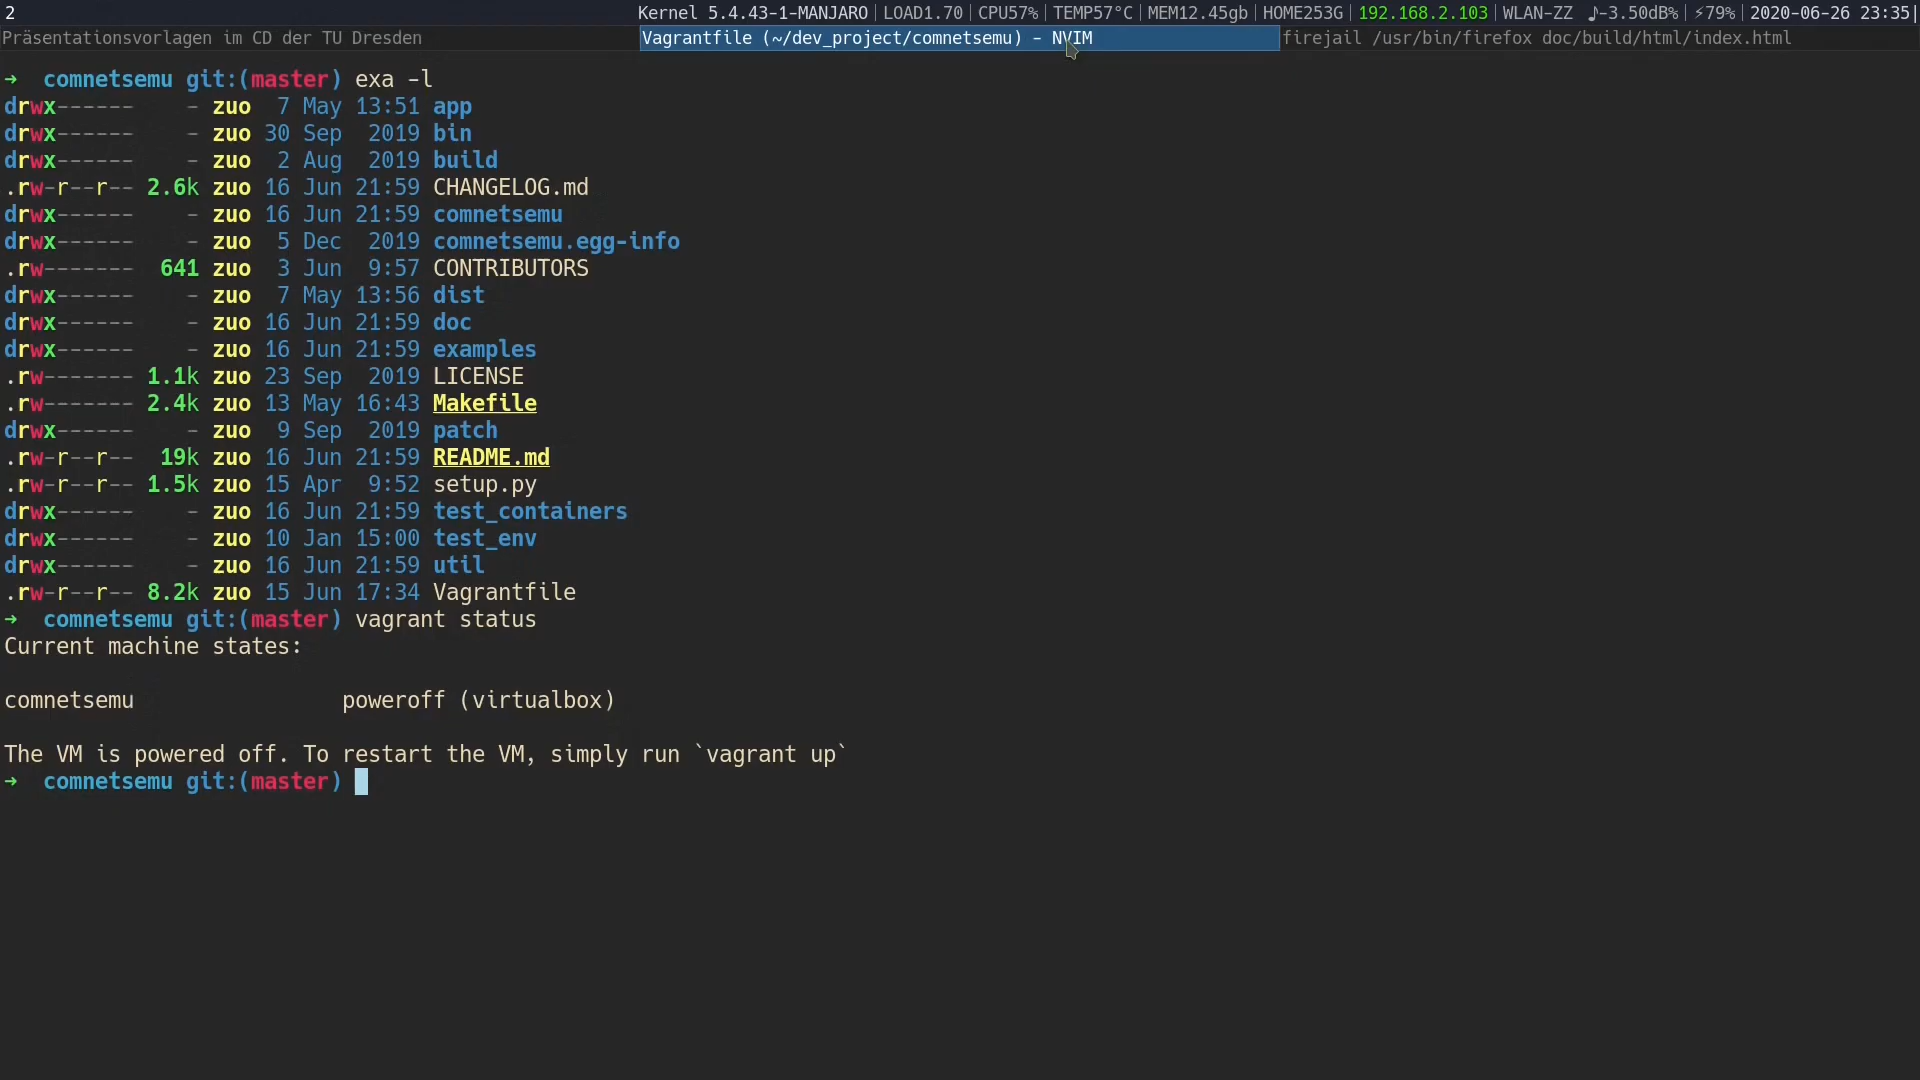 2
Kernel 5.4.43-1-MANJARO|LOAD1.70|CPU57%|TEMP57°C|MEM12.45gb|HOME253G|192.168.2.103|WLAN-ZZ ♪-3.50dB%|⚡79%|2020-06-26 23:35|
Präsentationsvorlagen im CD der TU Dresden
Vagrantfile (~/dev_project/comnetsemu) - NVIM
firejail /usr/bin/firefox doc/build/html/index.html
→ comnetsemu git:(master) exa -l
drwx------ - zuo 7 May 13:51 app
drwx------ - zuo 30 Sep 2019 bin
drwx------ - zuo 2 Aug 2019 build
.rw-r--r-- 2.6k zuo 16 Jun 21:59 CHANGELOG.md
drwx------ - zuo 16 Jun 21:59 comnetsemu
drwx------ - zuo 5 Dec 2019 comnetsemu.egg-info
.rw------- 641 zuo 3 Jun 9:57 CONTRIBUTORS
drwx------ - zuo 7 May 13:56 dist
drwx------ - zuo 16 Jun 21:59 doc
drwx------ - zuo 16 Jun 21:59 examples
.rw------- 1.1k zuo 23 Sep 2019 LICENSE
.rw------- 2.4k zuo 13 May 16:43 Makefile
drwx------ - zuo 9 Sep 2019 patch
.rw-r--r-- 19k zuo 16 Jun 21:59 README.md
.rw-r--r-- 1.5k zuo 15 Apr 9:52 setup.py
drwx------ - zuo 16 Jun 21:59 test_containers
drwx------ - zuo 10 Jan 15:00 test_env
drwx------ - zuo 16 Jun 21:59 util
.rw-r--r-- 8.2k zuo 15 Jun 17:34 Vagrantfile
→ comnetsemu git:(master) vagrant status
Current machine states:
comnetsemu poweroff (virtualbox)
The VM is powered off. To restart the VM, simply run `vagrant up`
→ comnetsemu git:(master)